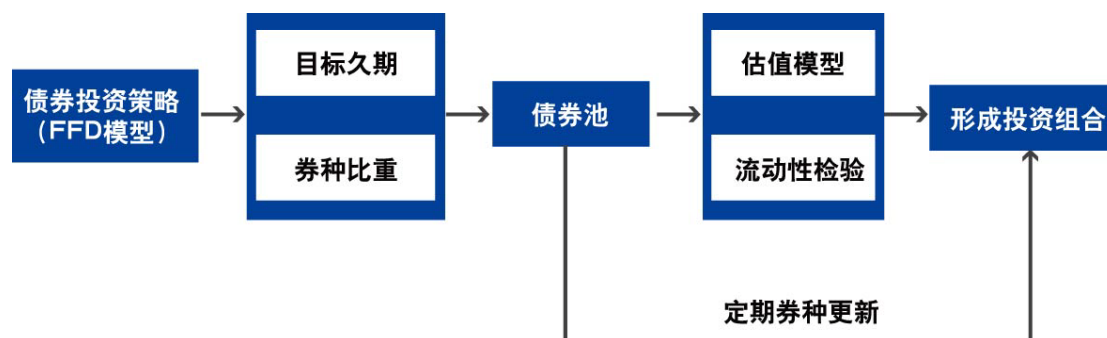 债券投资策略
（FFD模型）
目标久期
券种比重
债券池
估值模型
流动性检验
形成投资组合
定期券种更新